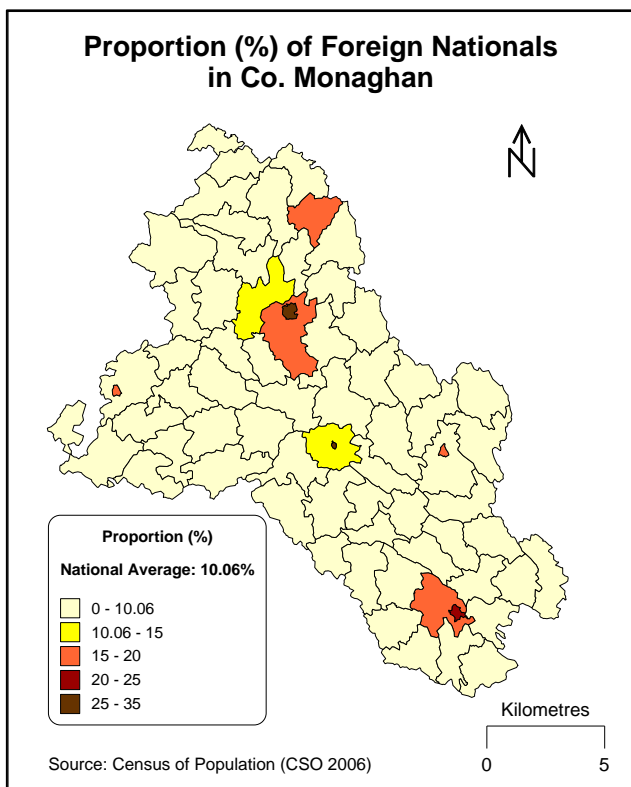 Proportion (%) of Foreign Nationals
in Co. Monaghan
N
Proportion (%)
National Average: 10.06%
0 - 10.06
10.06 - 15
15 - 20
20 - 25
25 - 35
Kilometres
0 5
Source: Census of Population (CSO 2006)